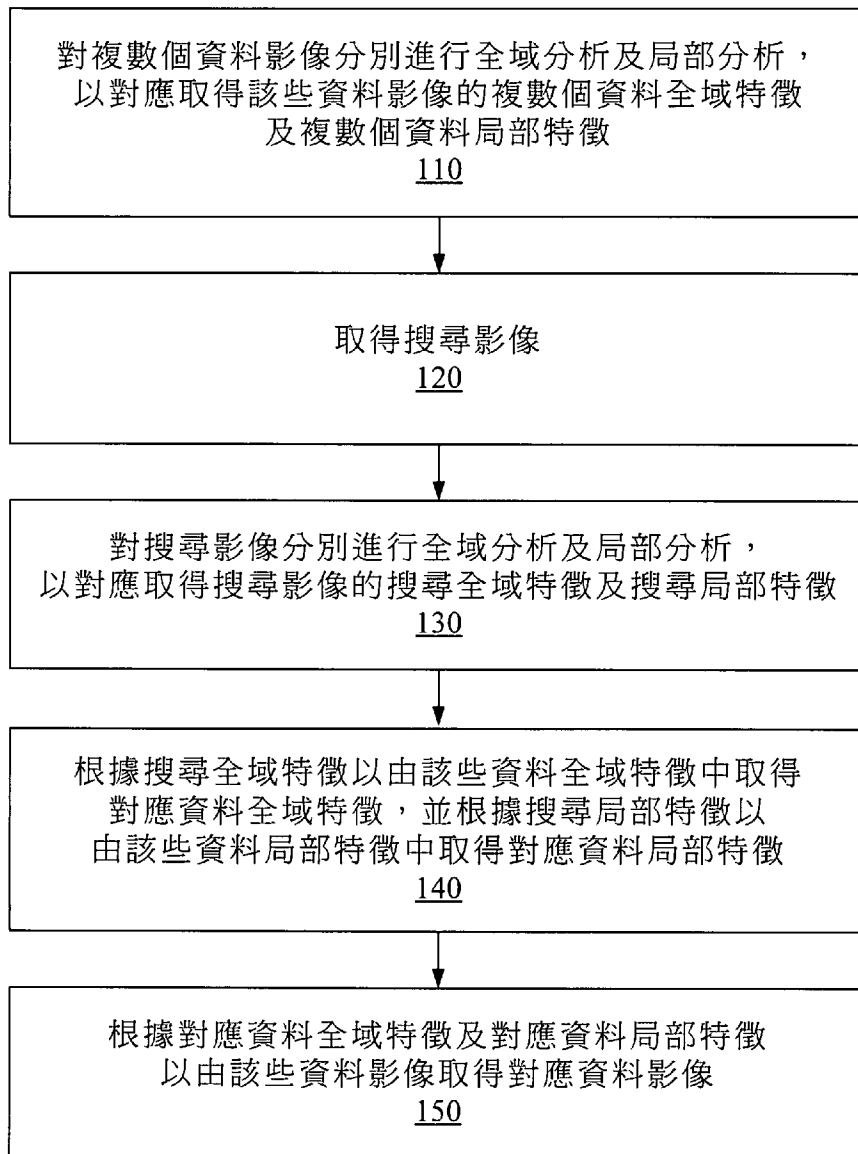 對複數個資料影像分別進行全域分析及局部分析，
以對應取得該些資料影像的複數個資料全域特徵
及複數個資料局部特徵
110
取得搜尋影像
120
對搜尋影像分別進行全域分析及局部分析，
以對應取得搜尋影像的搜尋全域特徵及搜尋局部特徵
130
根據搜尋全域特徵以由該些資料全域特徵中取得
對應資料全域特徵，並根據搜尋局部特徵以
由該些資料局部特徵中取得對應資料局部特徵
140
根據對應資料全域特徵及對應資料局部特徵
以由該些資料影像取得對應資料影像
150